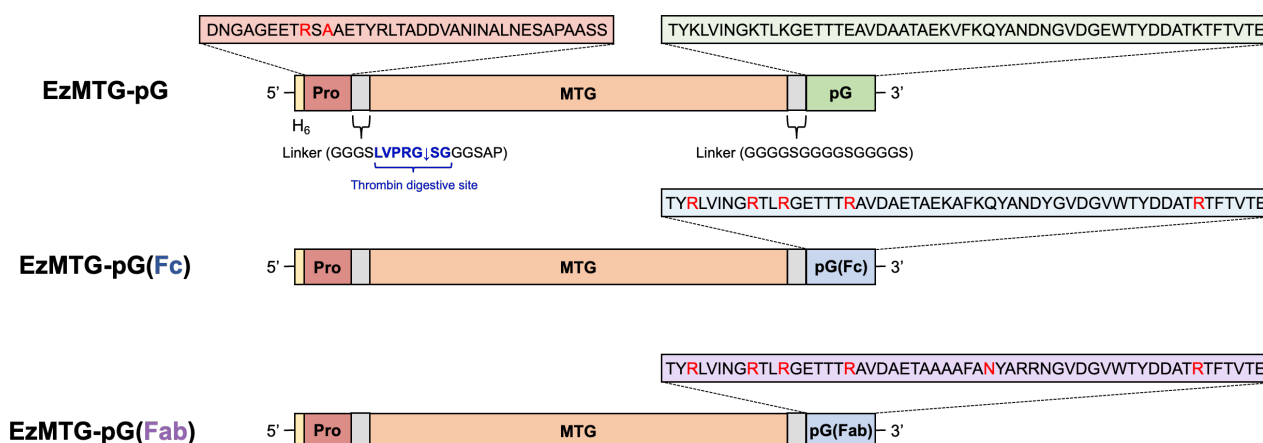 DNGAGEETRSAAETYRLTADDVANINALNESAPAASS
TYKLVINGKTLKGETTTEAVDAATAEKVFKQYANDNGVDGEWTYDDATKTFTVTE
EzMTG-pG
5’
Pro
MTG
pG
3’
H6
Linker (GGGSLVPRG↓SGGGSAP)
Linker (GGGGSGGGGSGGGGS)
Thrombin digestive site
TYRLVINGRTLRGETTTRAVDAETAEKAFKQYANDYGVDGVWTYDDATRTFTVTE
EzMTG-pG(Fc)
5’
Pro
MTG
pG(Fc)
3’
TYRLVINGRTLRGETTTRAVDAETAAAAFANYARRNGVDGVWTYDDATRTFTVTE
EzMTG-pG(Fab)
5’
Pro
MTG
pG(Fab)
3’